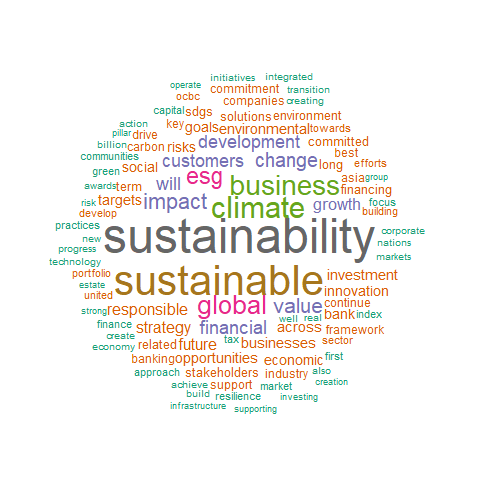 initiatives integrated
operate commitment transition
ocbc companies creating
capital sdgs solutions environment
action key goals environmental towards
pillar drive development committed
billion carbon risks best
communities social customers change long efforts
green esg asia group
awards term will business financing
risk targets impact climate growth focus
develop building
practices sustainability corporate
new nations
progress markets
technology sustainable investment
portfolio
estate global value innovation
united responsible continue
strong well real bank index
finance strategy financial across framework
create tax
economy related future businesses sector
banking opportunities economic first
approach stakeholders industry also
achieve support market creation
build resilience investing
infrastructure supporting